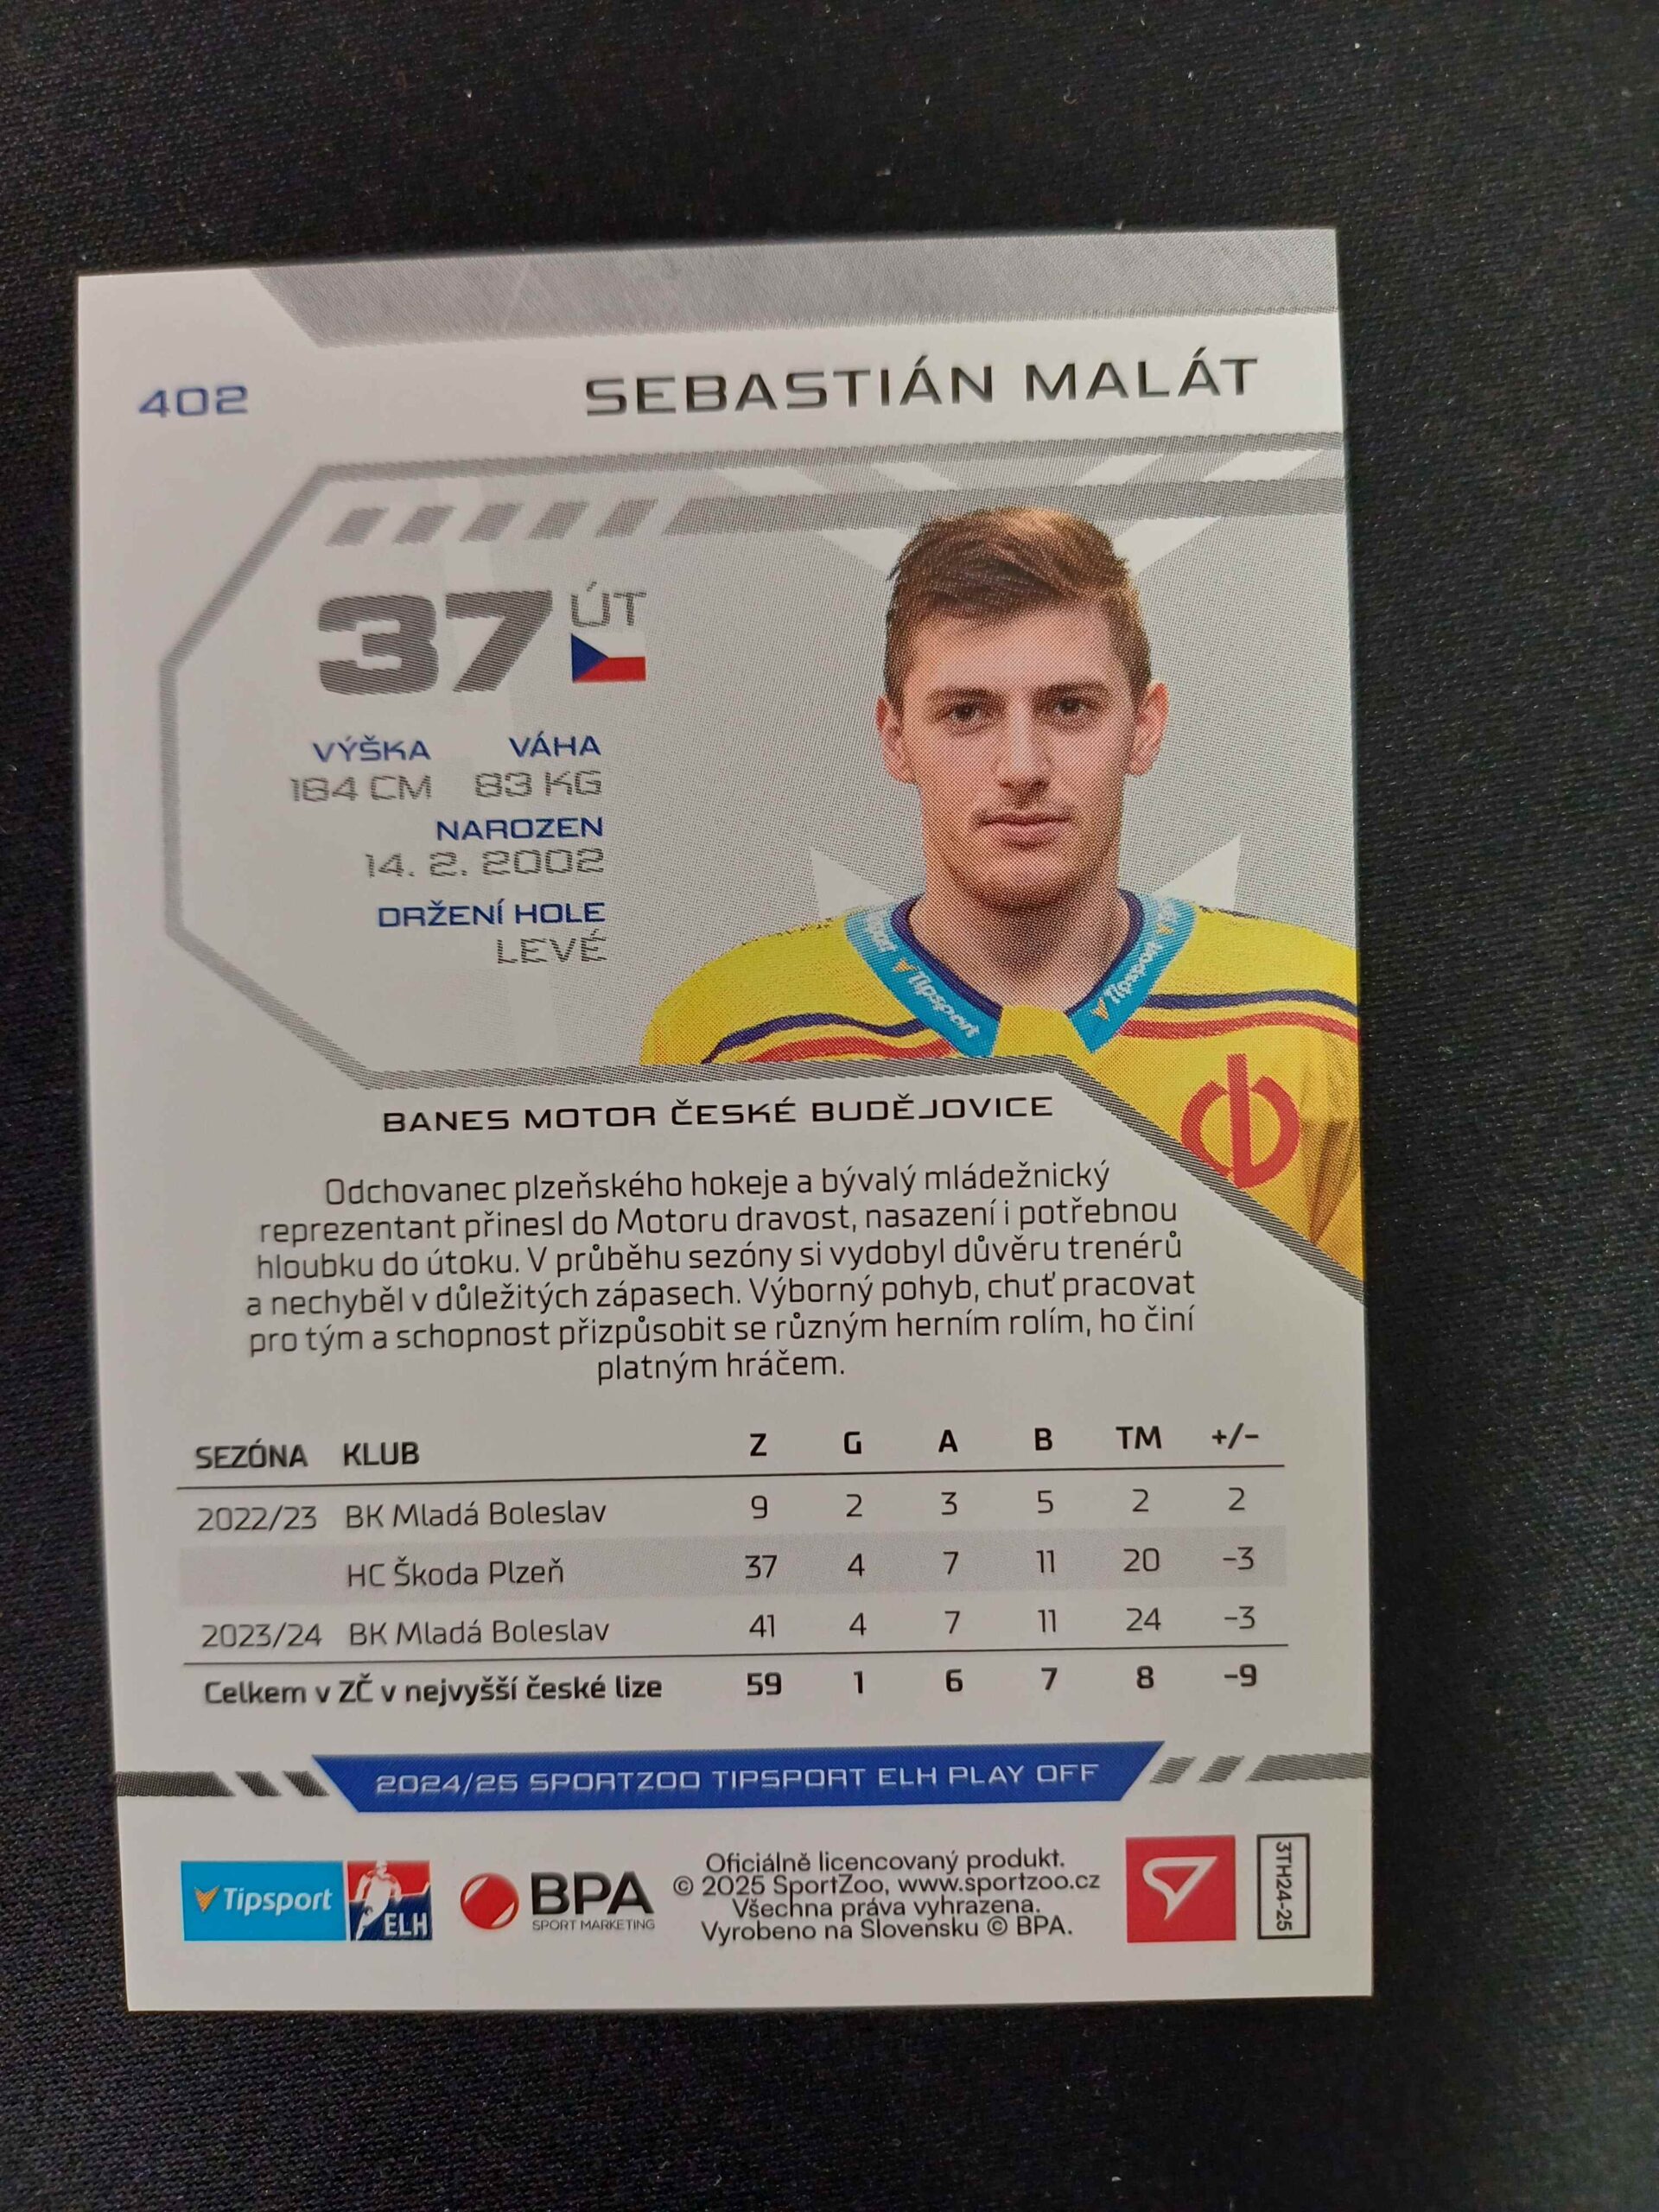 402
SEBASTIÁN MALÁT
37 ÚT
VÝŠKA VÁHA
184 CM 83 KG
NAROZEN
14. 2. 2002
DRŽENÍ HOLE
LEVÉ
Tipsport Tipsport
BANES MOTOR ČESKÉ BUDĚJOVICE
Odchovanec plzeňského hokeje a bývalý mládežnický
reprezentant přinesl do Motoru dravost, nasazení i potřebnou
hloubku do útoku. V průběhu sezóny si vydobyl důvěru trenérů
a nechyběl v důležitých zápasech. Výborný pohyb, chuť pracovat
pro tým a schopnost přizpůsobit se různým herním rolím, ho činí
platným hráčem.
SEZÓNA KLUB Z G A B TM +/-
2022/23 BK Mladá Boleslav 9 2 3 5 2 2
HC Škoda Plzeň 37 4 7 11 20 -3
2023/24 BK Mladá Boleslav 41 4 7 11 24 -3
Celkem v ZČ v nejvyšší české lize 59 1 6 7 8 -9
2024/25 SPORTZOO TIPSPORT ELH PLAY OFF
Tipsport ELH
BPA
SPORT MARKETING
Oficiálně licencovaný produkt.
© 2025 SportZoo, www.sportzoo.cz
Všechna práva vyhrazena.
Vyrobeno na Slovensku © BPA.
3TH24-25